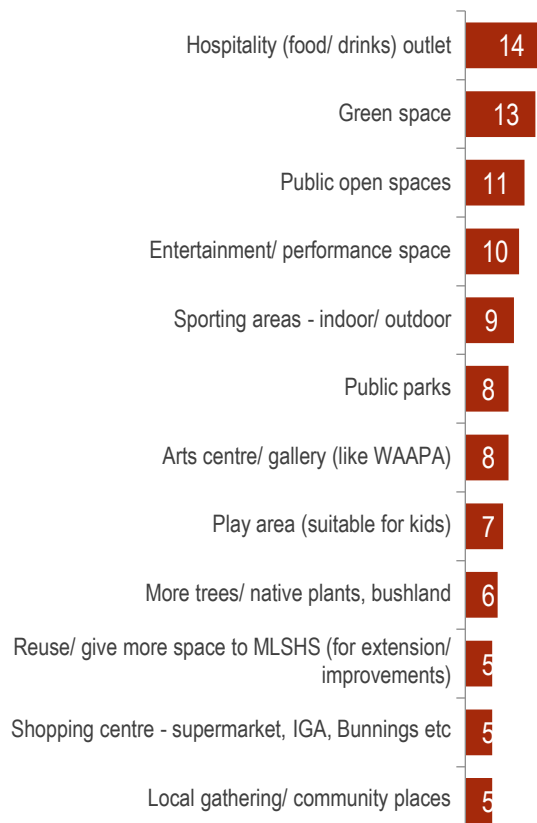 Hospitality (food/ drinks) outlet 14
Green space 13
Public open spaces 11
Entertainment/ performance space 10
Sporting areas - indoor/ outdoor 9
Public parks 8
Arts centre/ gallery (like WAAPA) 8
Play area (suitable for kids) 7
More trees/ native plants, bushland 6
Reuse/ give more space to MLSHS (for extension/
improvements) 5
Shopping centre - supermarket, IGA, Bunnings etc 5
Local gathering/ community places 5